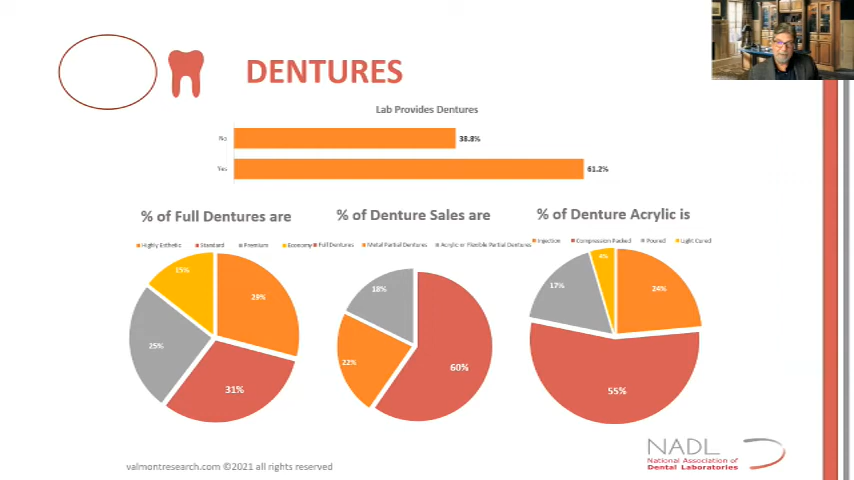 DENTURES
Lab Provides Dentures
No
38.8%
Yes
61.2%
% of Full Dentures are
Highly Esthetic Standard Premium Economy
15%
29%
25%
31%
% of Denture Sales are
Full Dentures Metal Partial Dentures Acrylic or Flexible Partial Dentures
18%
22%
60%
% of Denture Acrylic is
Injection Compression Packed Poured Light Cured
4%
17%
24%
55%
valmontresearch.com ©2021 all rights reserved
NADL
National Association of
Dental Laboratories